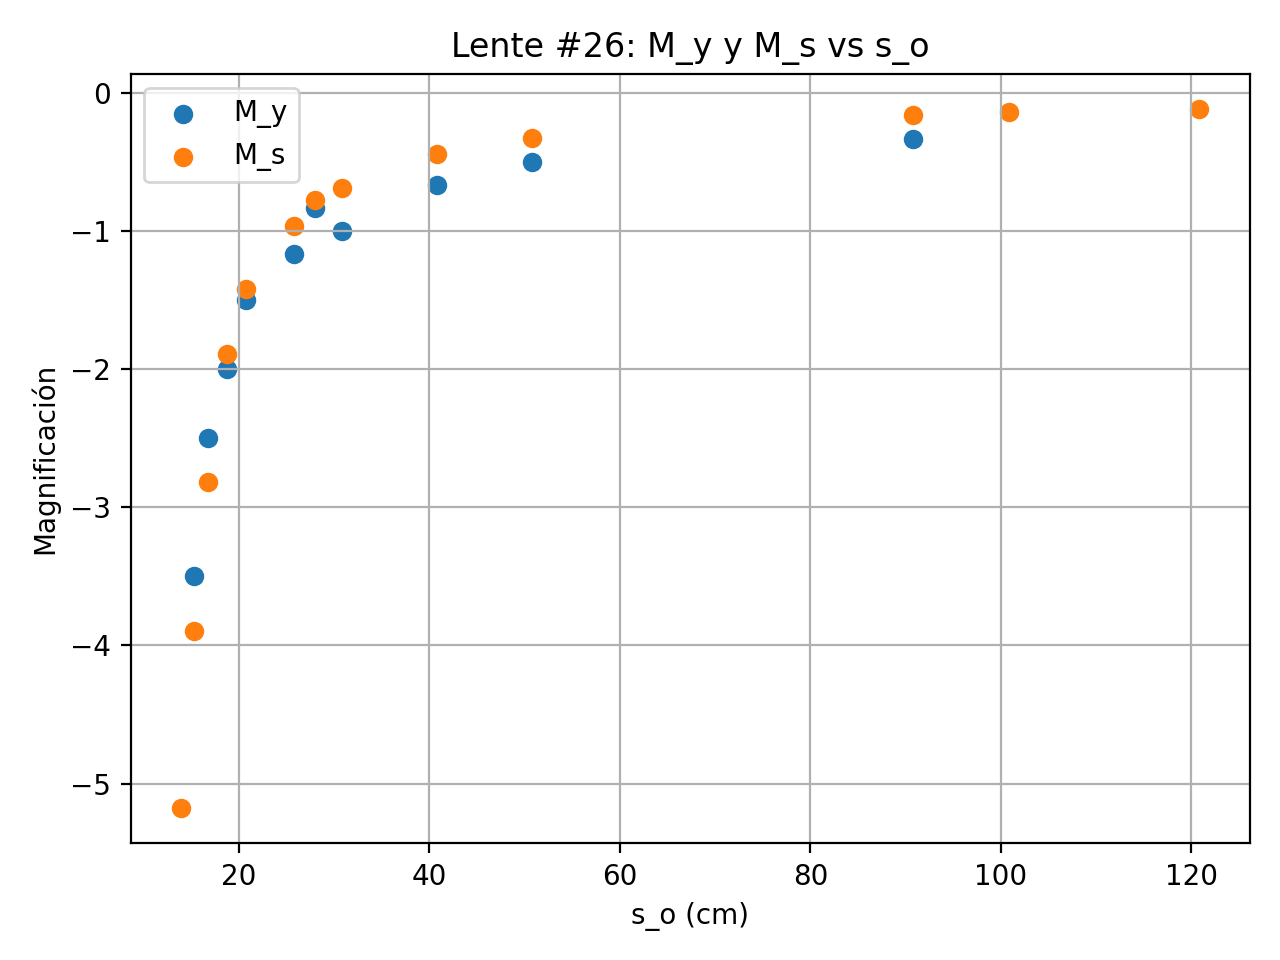 Lente #26: M_y y M_s vs s_o
M_y
M_s
Magnificación
0
−1
−2
−3
−4
−5
20 40 60 80 100 120
s_o (cm)